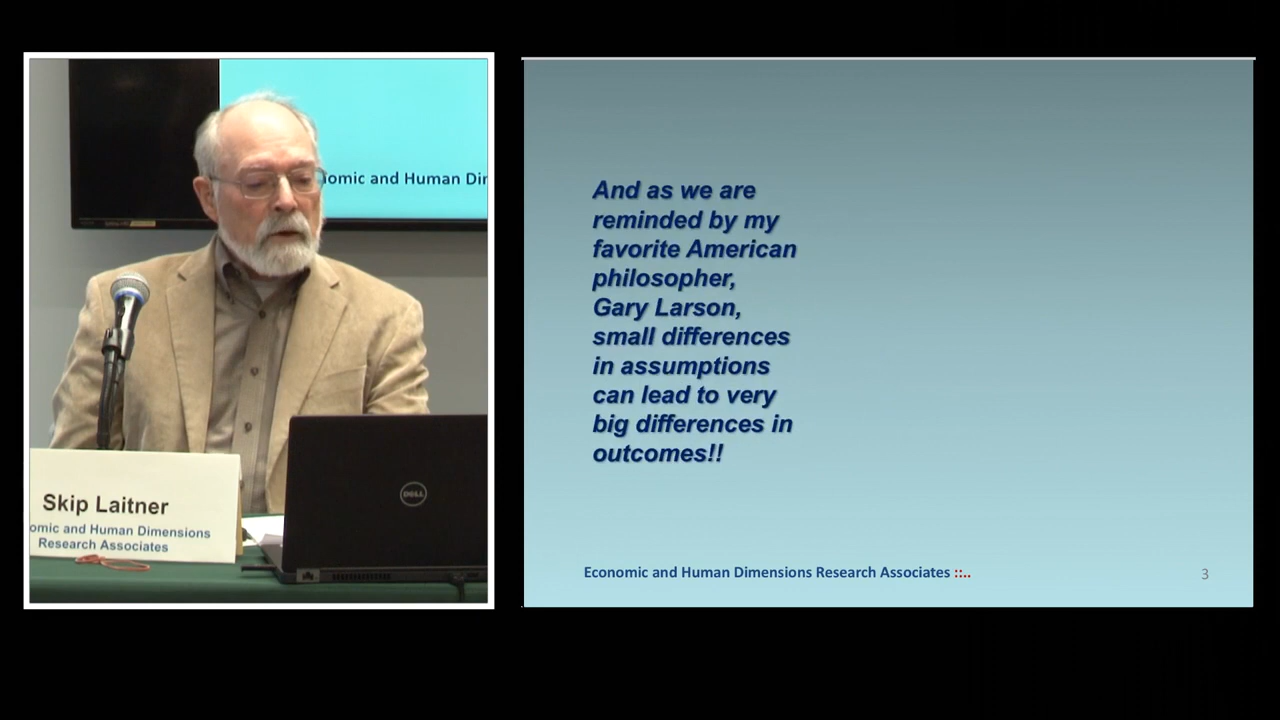 omic and Human Dir
Skip Laitner
omic and Human Dimensions
Research Associates
DELL
And as we are
reminded by my
favorite American
philosopher,
Gary Larson,
small differences
in assumptions
can lead to very
big differences in
outcomes!!
Economic and Human Dimensions Research Associates ::..
3